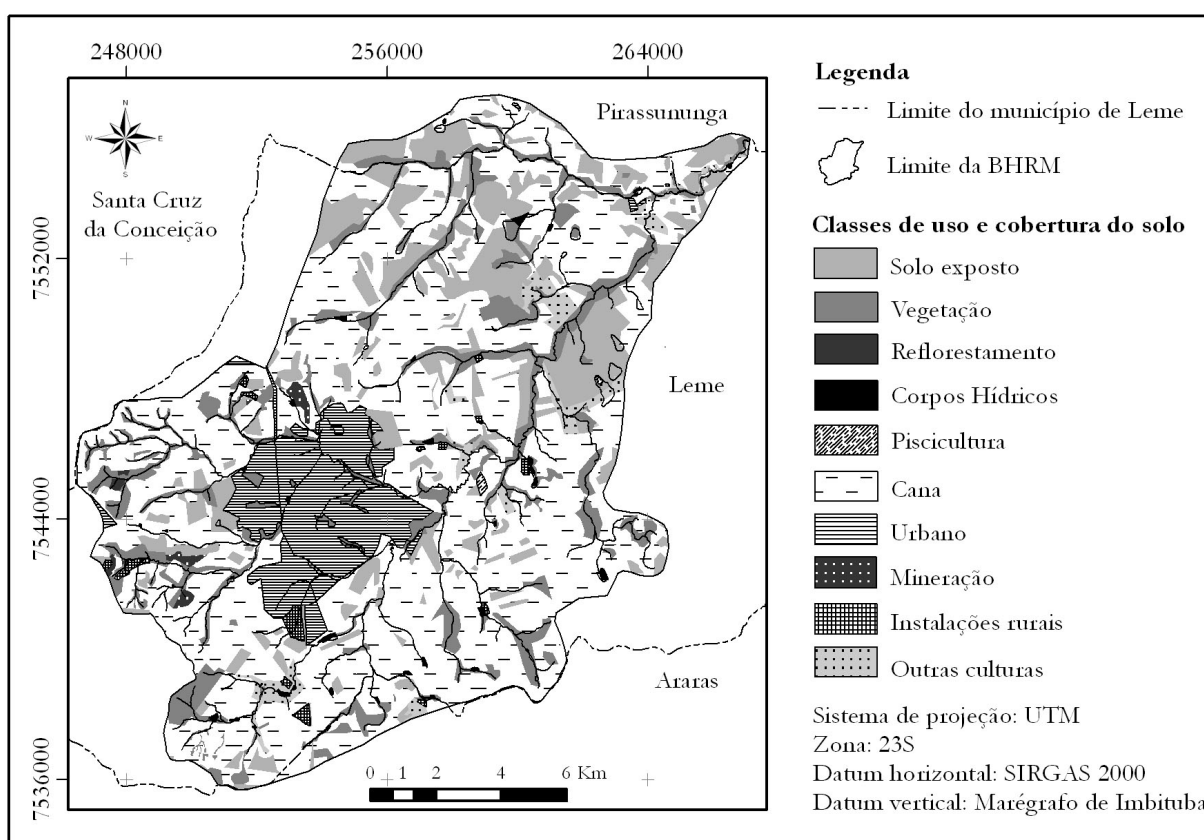 248000 256000 264000
N
W E
S
Pirassununga
Santa Cruz
da Conceição
7552000
Leme
7544000
Araras
7536000
0 1 2 4 6 Km
Legenda
Limite do município de Leme
Limite da BHRM
Classes de uso e cobertura do solo
Solo exposto
Vegetação
Reflorestamento
Corpos Hídricos
Piscicultura
Cana
Urbano
Mineração
Instalações rurais
Outras culturas
Sistema de projeção: UTM
Zona: 23S
Datum horizontal: SIRGAS 2000
Datum vertical: Marégrafo de Imbituba